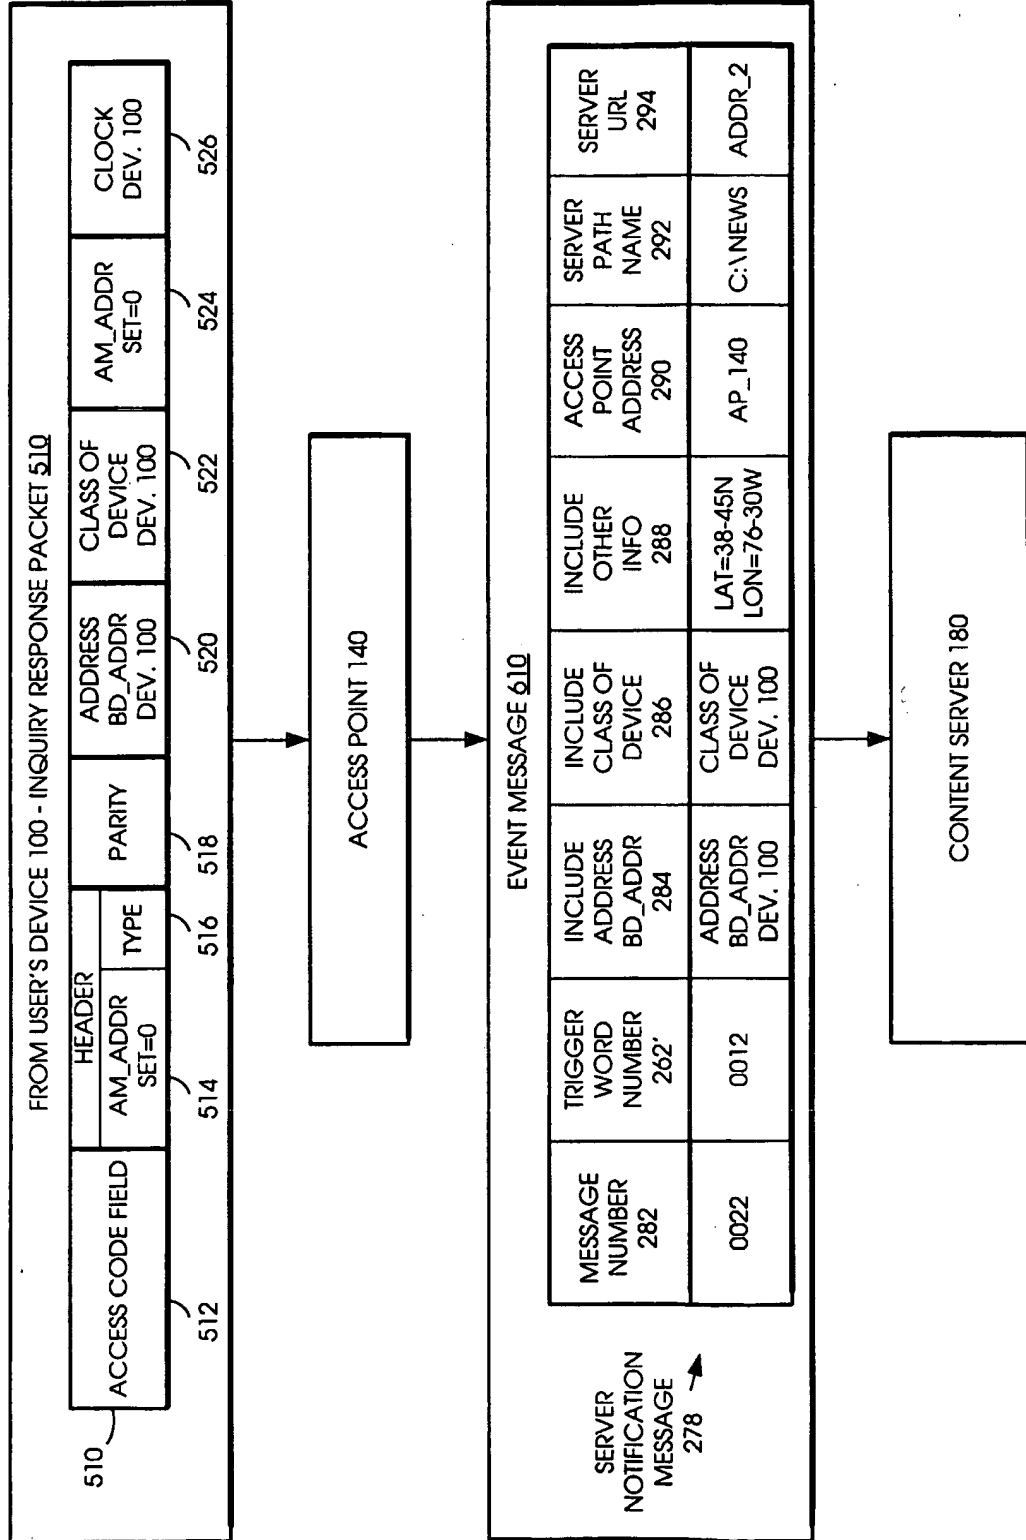 FROM USER'S DEVICE 100 - INQUIRY RESPONSE PACKET 510
510
ACCESS CODE FIELD
512
HEADER
AM_ADDR
SET=0
514
TYPE
516
PARITY
518
ADDRESS
BD_ADDR
DEV. 100
520
CLASS OF
DEVICE
DEV. 100
522
AM_ADDR
SET=0
524
CLOCK
DEV. 100
526
ACCESS POINT 140
EVENT MESSAGE 610
SERVER
NOTIFICATION
MESSAGE
278
MESSAGE
NUMBER
282
TRIGGER
WORD
NUMBER
262'
INCLUDE
ADDRESS
BD_ADDR
284
INCLUDE
CLASS OF
DEVICE
286
INCLUDE
OTHER
INFO
288
ACCESS
POINT
ADDRESS
290
SERVER
PATH
NAME
292
SERVER
URL
294
0022
0012
ADDRESS
BD_ADDR
DEV. 100
CLASS OF
DEVICE
DEV. 100
LAT=38-45N
LON=76-30W
AP_140
C:\NEWS
ADDR_2
CONTENT SERVER 180